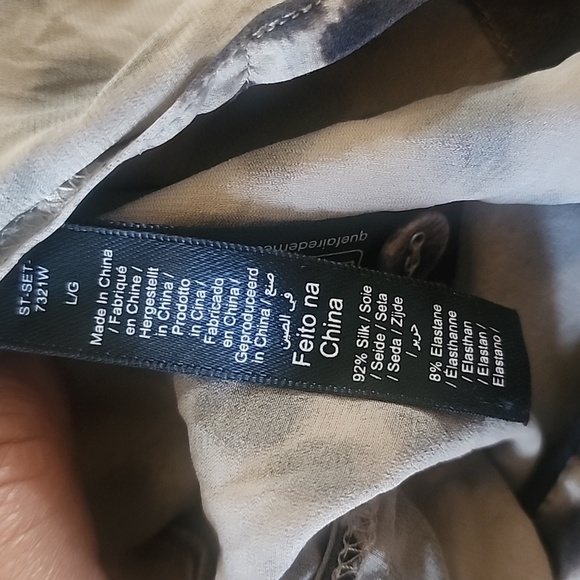 ST-SET-
7321W
L/G
Made In China
/ Fabriqué
en Chine /
Hergestellt
in China /
Prodotto
in Cina /
Fabricado
en China /
Geproduceerd
in China / صنع
في الصين
Feito na
China
92% Silk / Soie
/ Seide / Seta
/ Seda / Zijde
/ حرير
8% Elastane
/ Élasthanne
/ Elasthan
/ Elastan /
Elastano /
quefairedeme